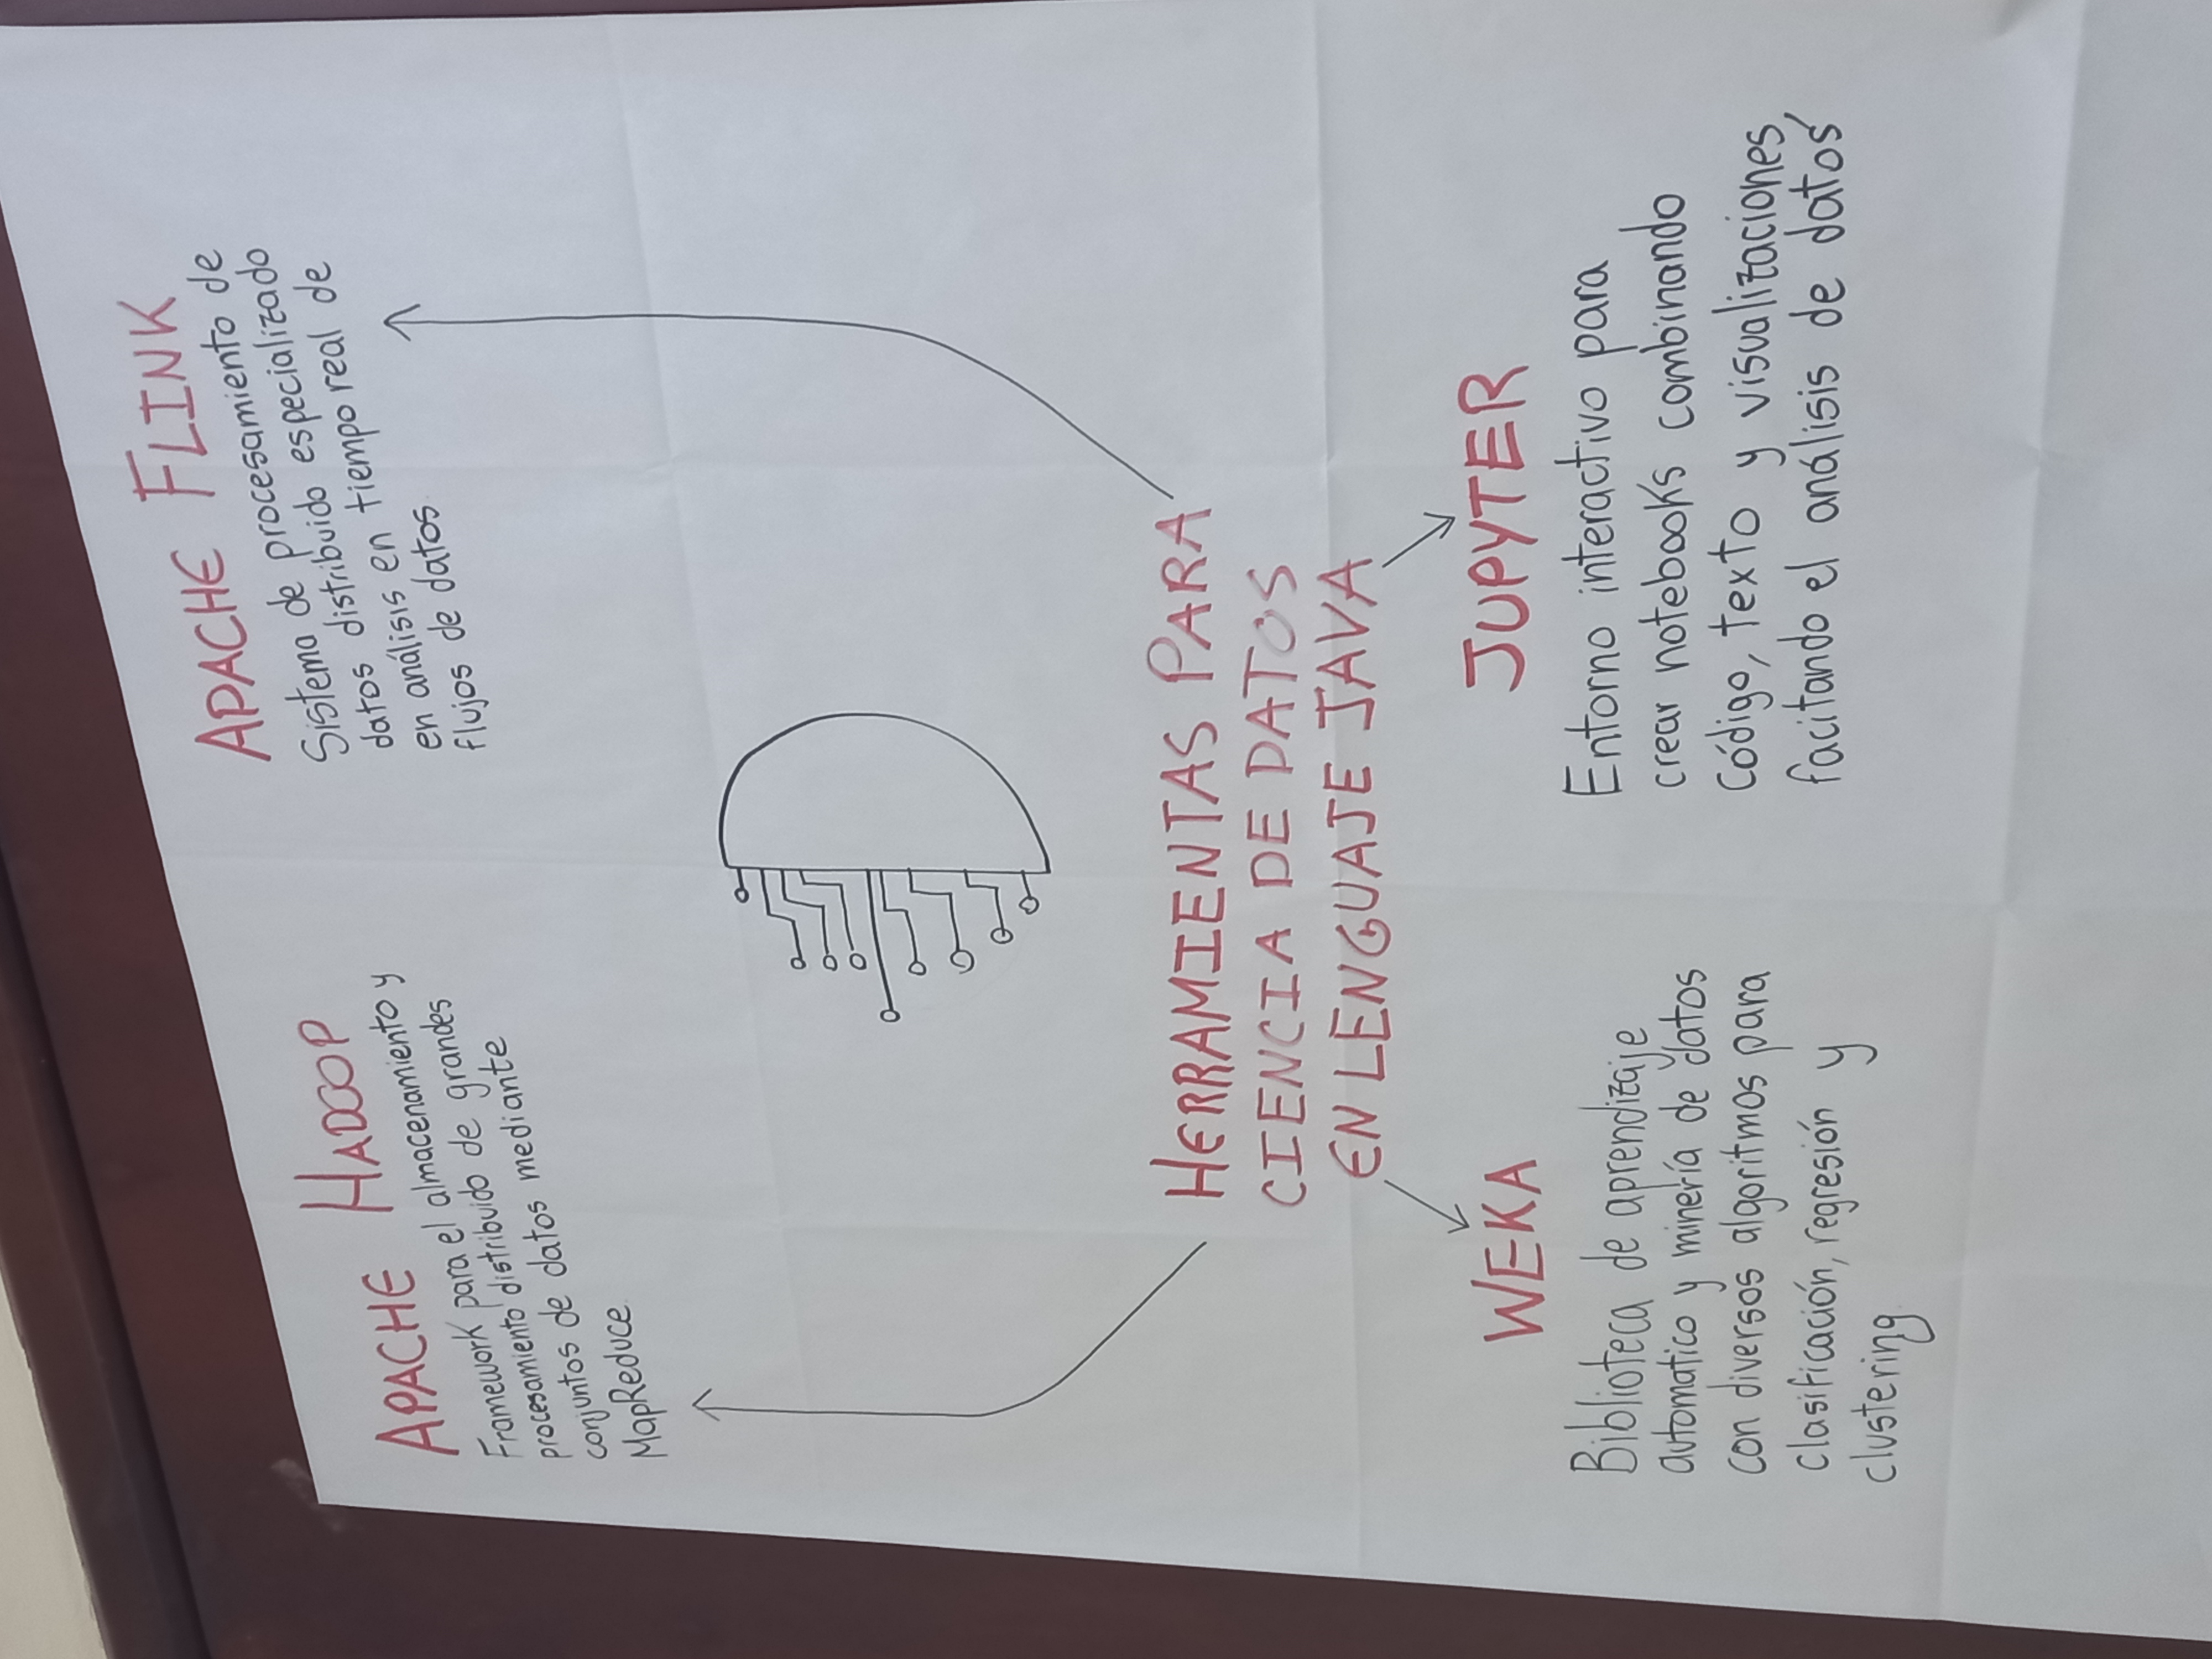 APACHE HADOOP
Framework para el almacenamiento y
procesamiento distribuido de grandes
conjuntos de datos mediante
MapReduce
APACHE FLINK
Sistema de procesamiento de
datos distribuido especializado
en análisis en tiempo real de
flujos de datos
HERRAMIENTAS PARA
CIENCIA DE DATOS
EN LENGUAJE JAVA
WEKA
Biblioteca de aprendizaje
automatico y minería de datos
con diversos algoritmos para
clasificación, regresión y
clustering
JUPYTER
Entorno interactivo para
crear notebooks combinando
código, texto y visualizaciones,
facitando el análisis de datos